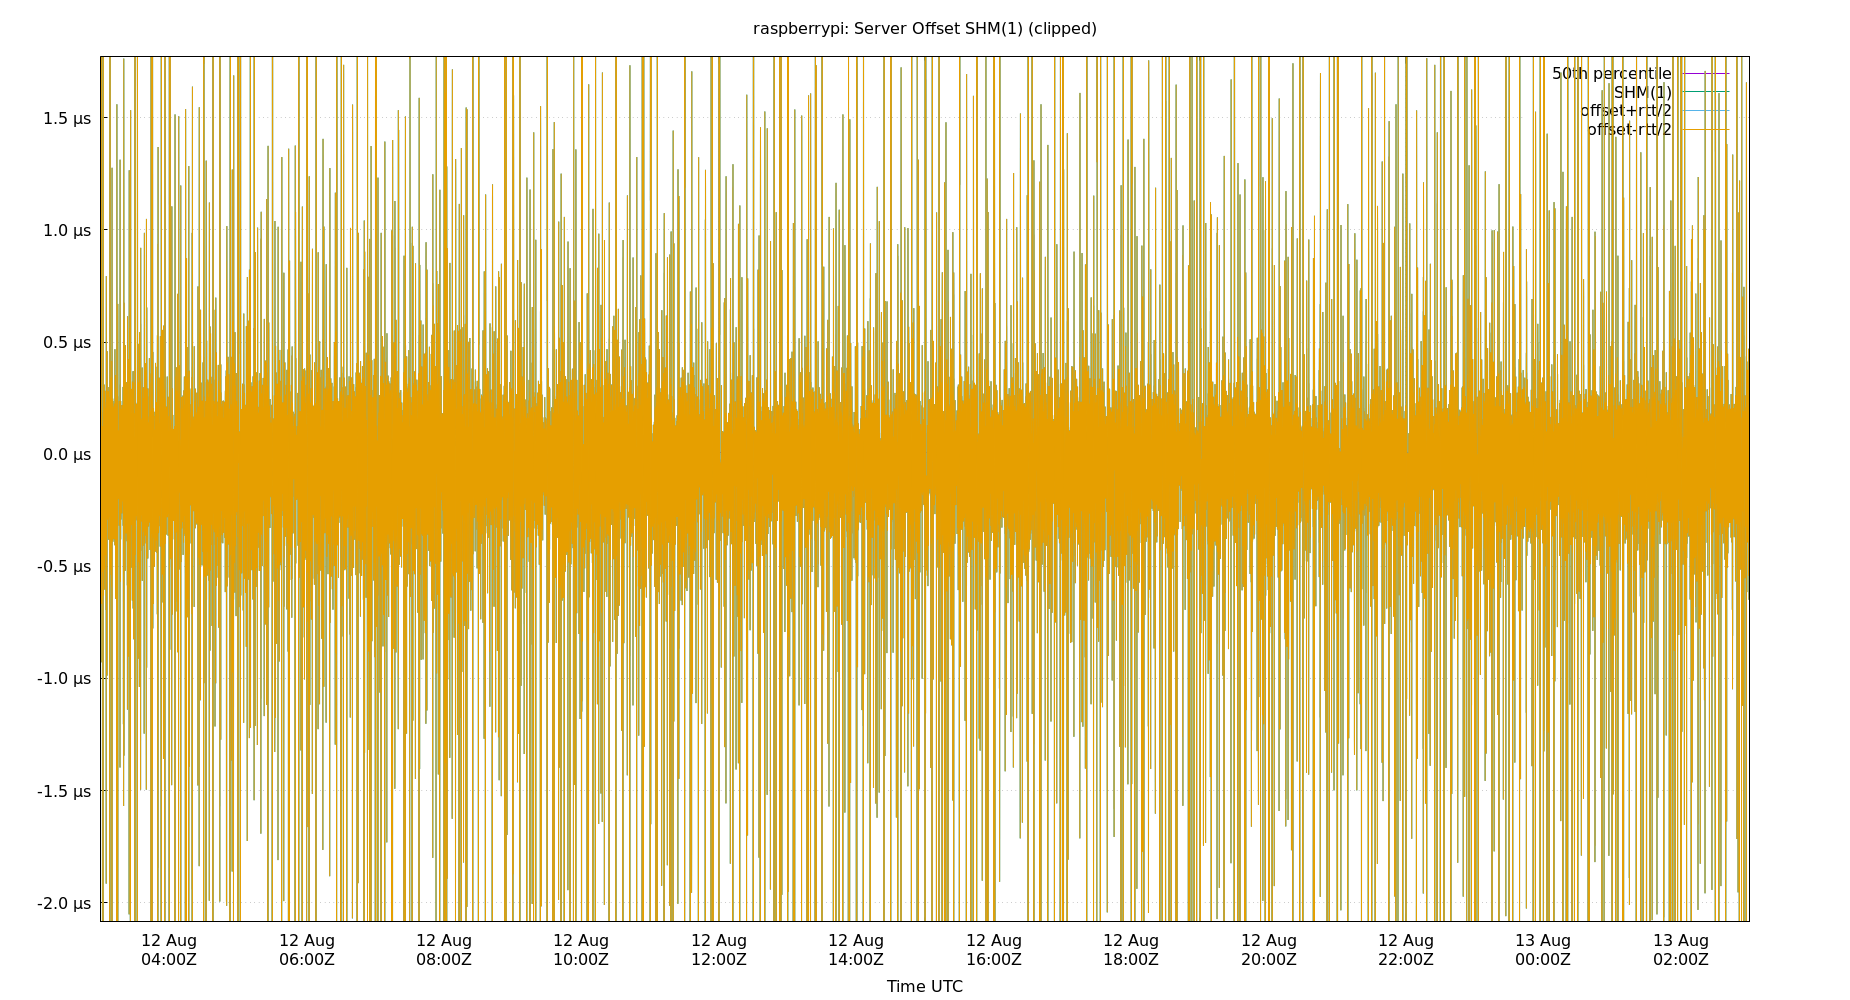 raspberrypi: Server Offset SHM(1) (clipped)
50th percentile
SHM(1)
offset+rtt/2
offset-rtt/2
1.5 µs
1.0 µs
0.5 µs
0.0 µs
-0.5 µs
-1.0 µs
-1.5 µs
-2.0 µs
12 Aug 12 Aug 12 Aug 12 Aug 12 Aug 12 Aug 12 Aug 12 Aug 12 Aug 12 Aug 13 Aug 13 Aug
04:00Z 06:00Z 08:00Z 10:00Z 12:00Z 14:00Z 16:00Z 18:00Z 20:00Z 22:00Z 00:00Z 02:00Z
Time UTC